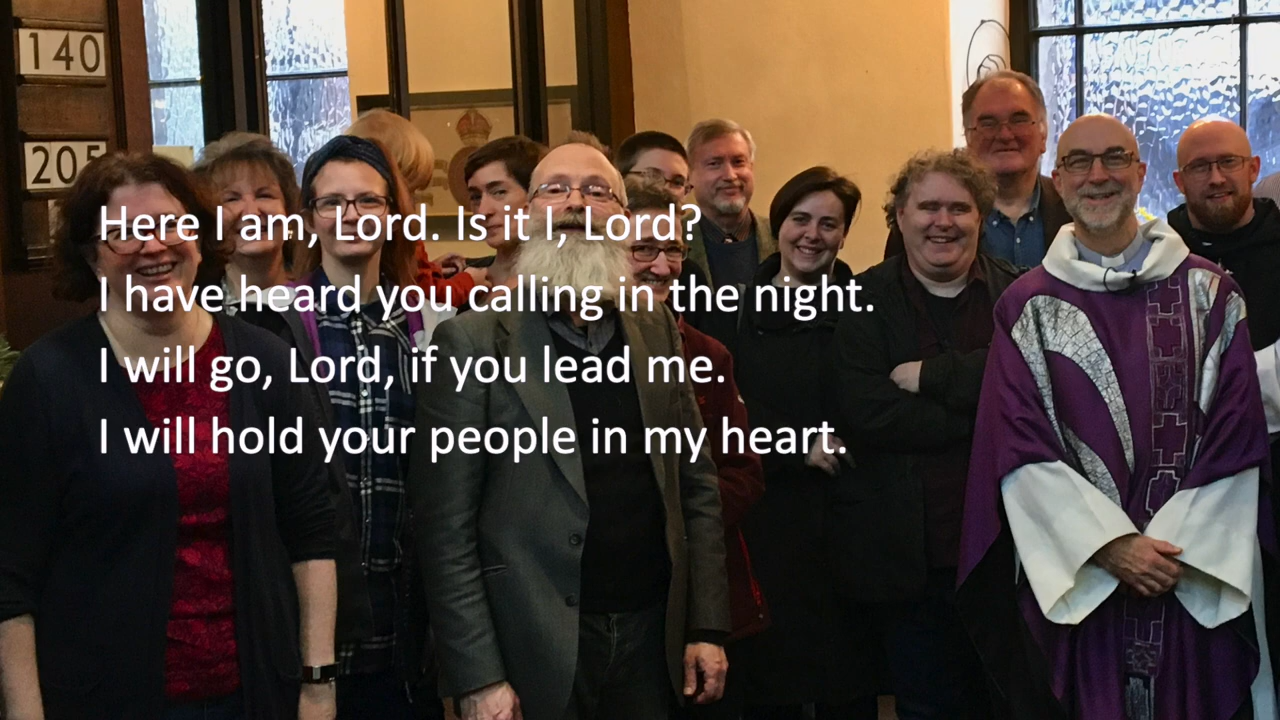 140
205
Here I am, Lord. Is it I, Lord?
I have heard you calling in the night.
I will go, Lord, if you lead me.
I will hold your people in my heart.